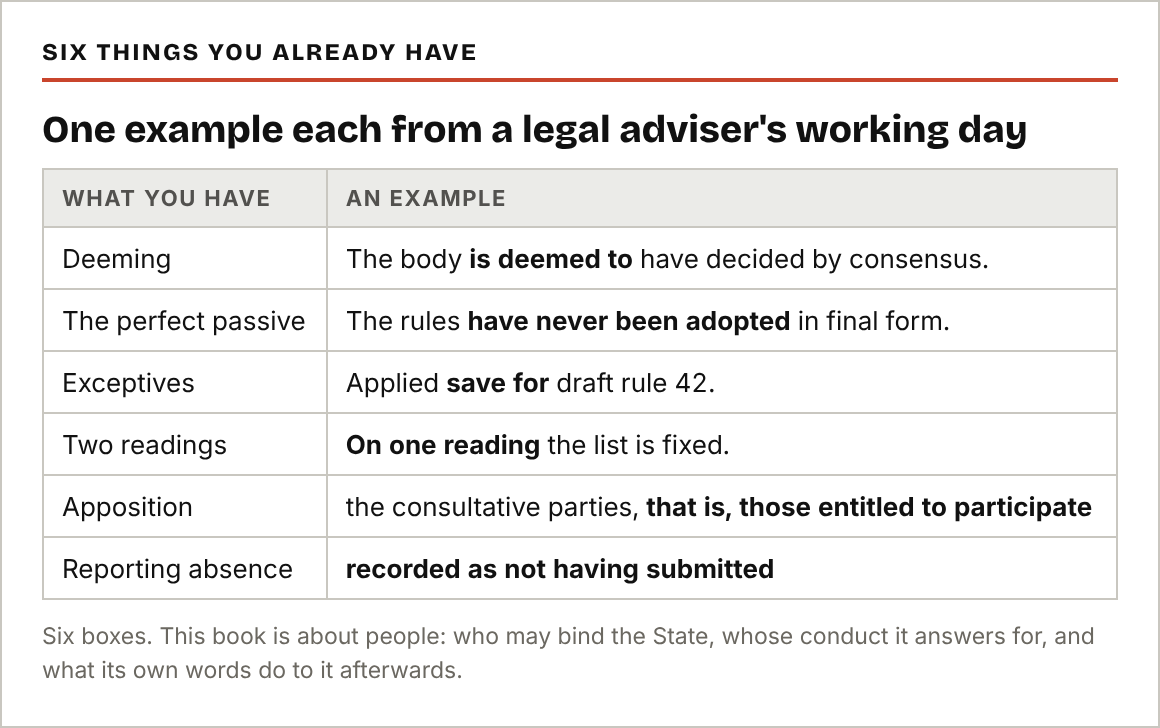 SIX THINGS YOU ALREADY HAVE
One example each from a legal adviser's working day
WHAT YOU HAVE
AN EXAMPLE
Deeming
The body is deemed to have decided by consensus.
The perfect passive
The rules have never been adopted in final form.
Exceptives
Applied save for draft rule 42.
Two readings
On one reading the list is fixed.
Apposition
the consultative parties, that is, those entitled to participate
Reporting absence
recorded as not having submitted
Six boxes. This book is about people: who may bind the State, whose conduct it answers for, and
what its own words do to it afterwards.